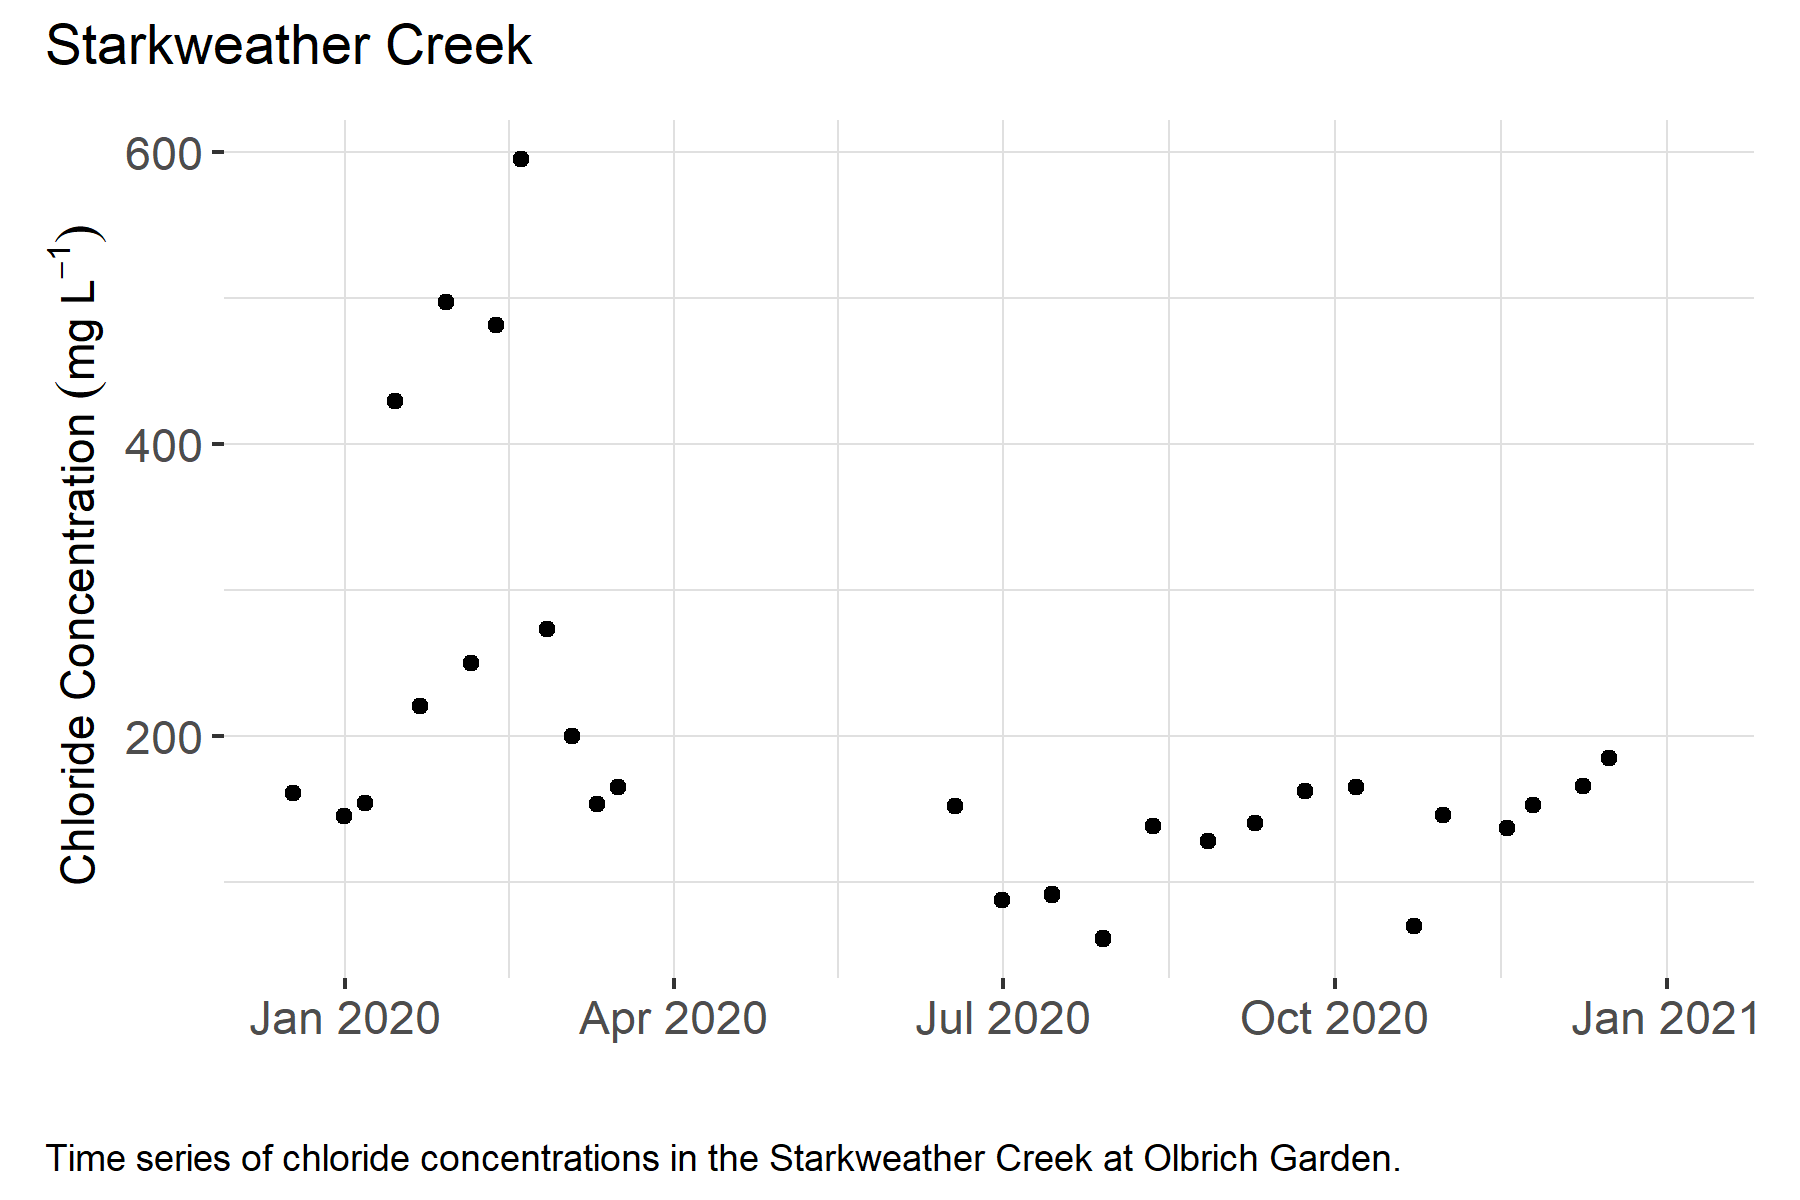 Starkweather Creek
Chloride Concentration (mg L⁻¹)
600
400
200
Jan 2020
Apr 2020
Jul 2020
Oct 2020
Jan 2021
Time series of chloride concentrations in the Starkweather Creek at Olbrich Garden.